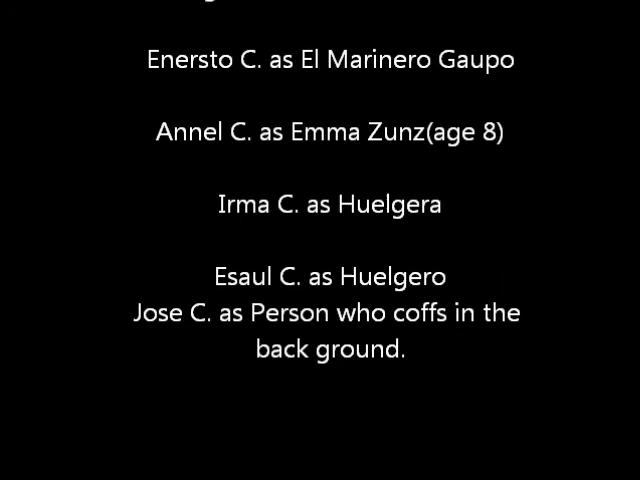 Enersto C. as El Marinero Gaupo
Annel C. as Emma Zunz(age 8)
Irma C. as Huelgera
Esaul C. as Huelgero
Jose C. as Person who coffs in the
back ground.